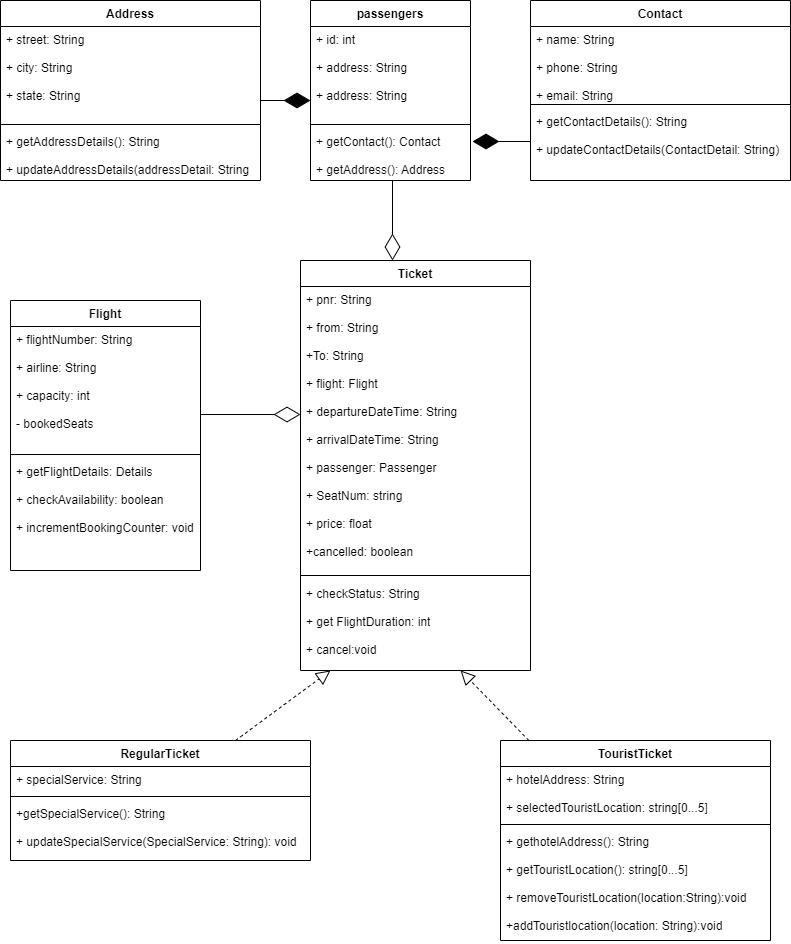 Address
+ street: String
+ city: String
+ state: String
+ getAddressDetails(): String
+ updateAddressDetails(addressDetail: String
passengers
+ id: int
+ address: String
+ address: String
+ getContact(): Contact
+ getAddress(): Address
Contact
+ name: String
+ phone: String
+ email: String
+ getContactDetails(): String
+ updateContactDetails(ContactDetail: String)
Flight
+ flightNumber: String
+ airline: String
+ capacity: int
- bookedSeats
+ getFlightDetails: Details
+ checkAvailability: boolean
+ incrementBookingCounter: void
Ticket
+ pnr: String
+ from: String
+To: String
+ flight: Flight
+ departureDateTime: String
+ arrivalDateTime: String
+ passenger: Passenger
+ SeatNum: string
+ price: float
+cancelled: boolean
+ checkStatus: String
+ get FlightDuration: int
+ cancel:void
RegularTicket
+ specialService: String
+getSpecialService(): String
+ updateSpecialService(SpecialService: String): void
TouristTicket
+ hotelAddress: String
+ selectedTouristLocation: string[0...5]
+ gethotelAddress(): String
+ getTouristLocation(): string[0...5]
+ removeTouristLocation(location:String):void
+addTouristlocation(location: String):void